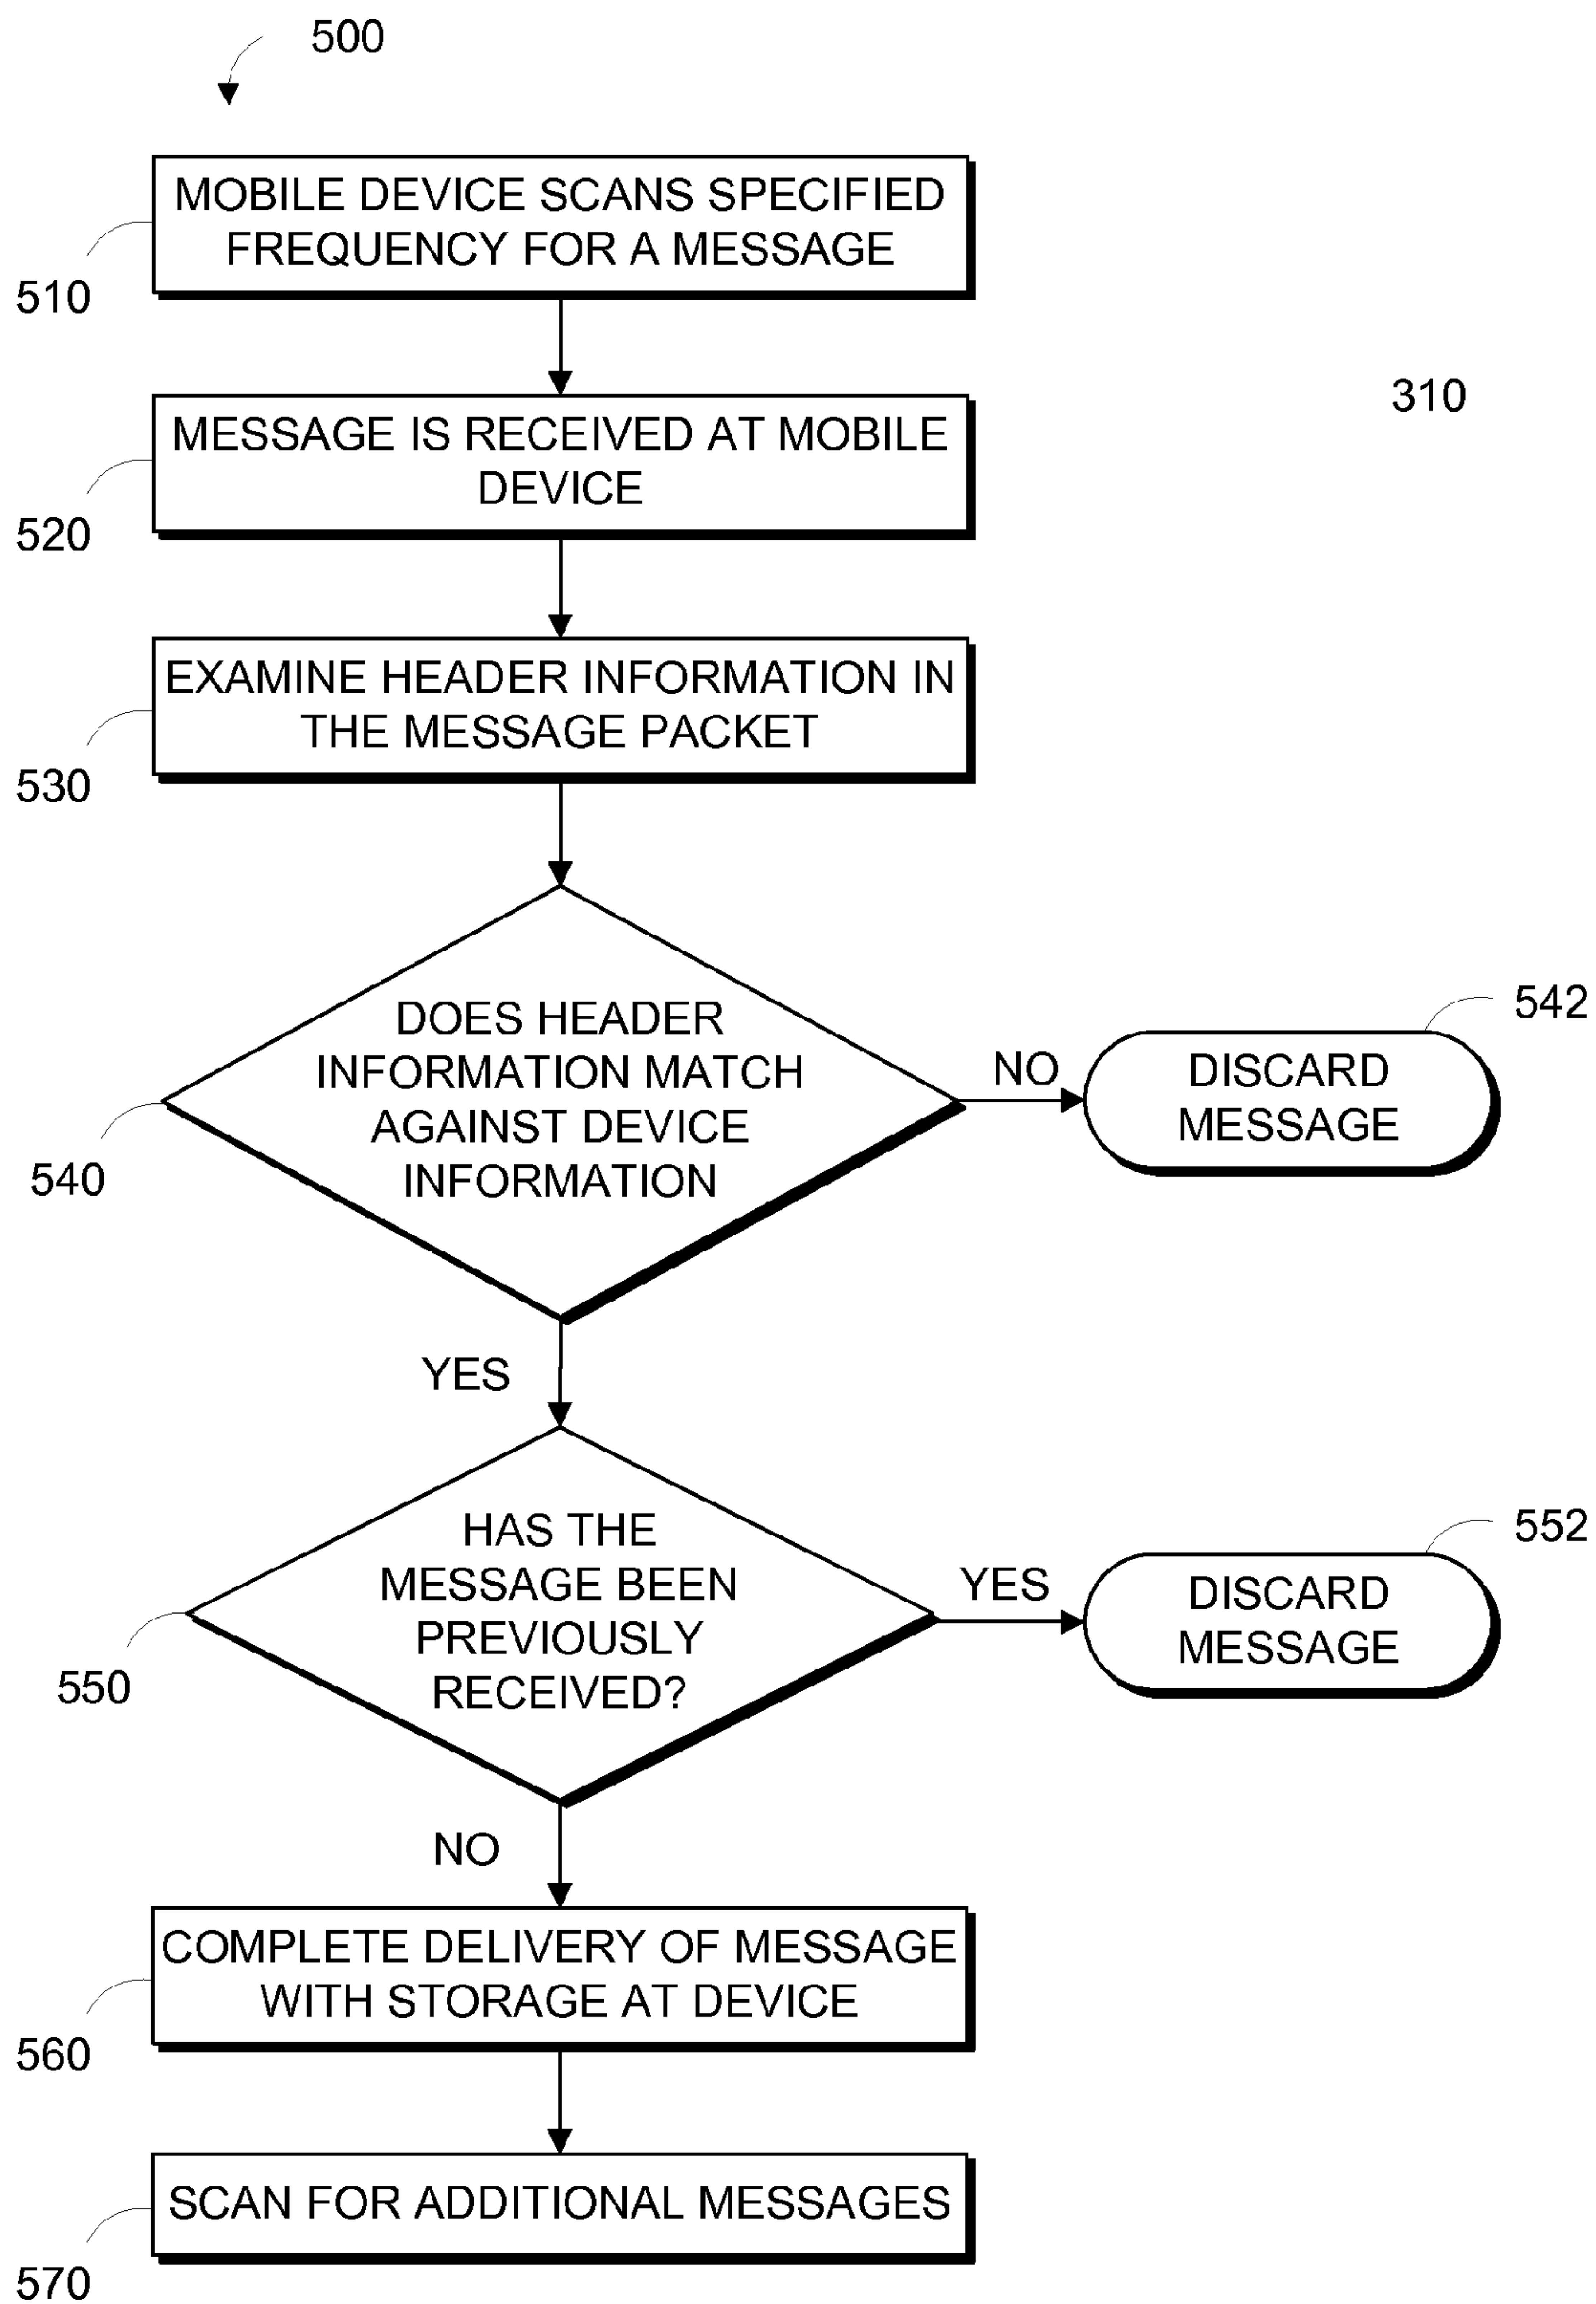 500
MOBILE DEVICE SCANS SPECIFIED
FREQUENCY FOR A MESSAGE
510
310
MESSAGE IS RECEIVED AT MOBILE
DEVICE
520
EXAMINE HEADER INFORMATION IN
THE MESSAGE PACKET
530
DOES HEADER
INFORMATION MATCH
AGAINST DEVICE
INFORMATION
540
NO
542
DISCARD
MESSAGE
YES
HAS THE
MESSAGE BEEN
PREVIOUSLY
RECEIVED?
550
YES
552
DISCARD
MESSAGE
NO
COMPLETE DELIVERY OF MESSAGE
WITH STORAGE AT DEVICE
560
SCAN FOR ADDITIONAL MESSAGES
570